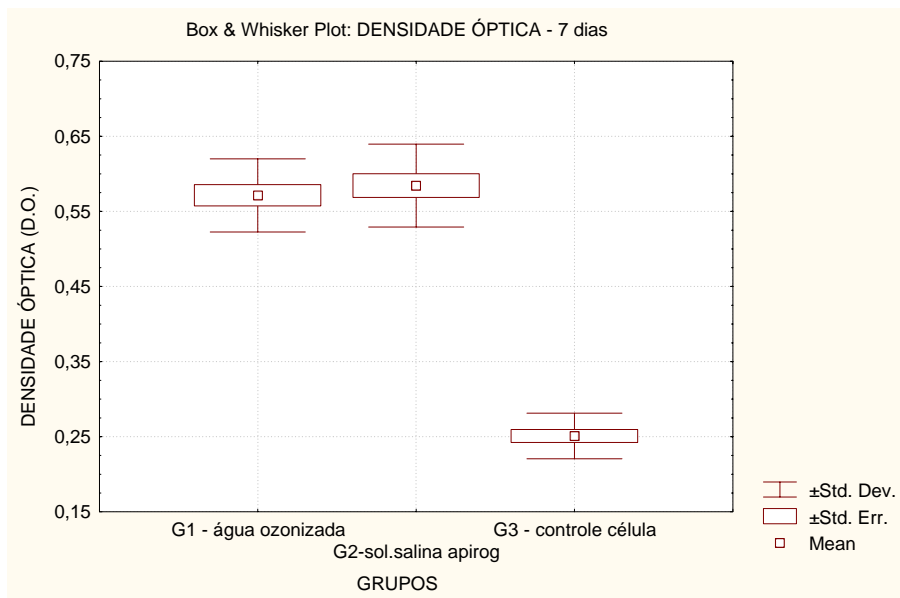 Box & Whisker Plot: DENSIDADE ÓPTICA - 7 dias
DENSIDADE ÓPTICA (D.O.)
0,75
0,65
0,55
0,45
0,35
0,25
0,15
G1 - água ozonizada
G2-sol.salina apirog
G3 - controle célula
GRUPOS
±Std. Dev.
±Std. Err.
Mean